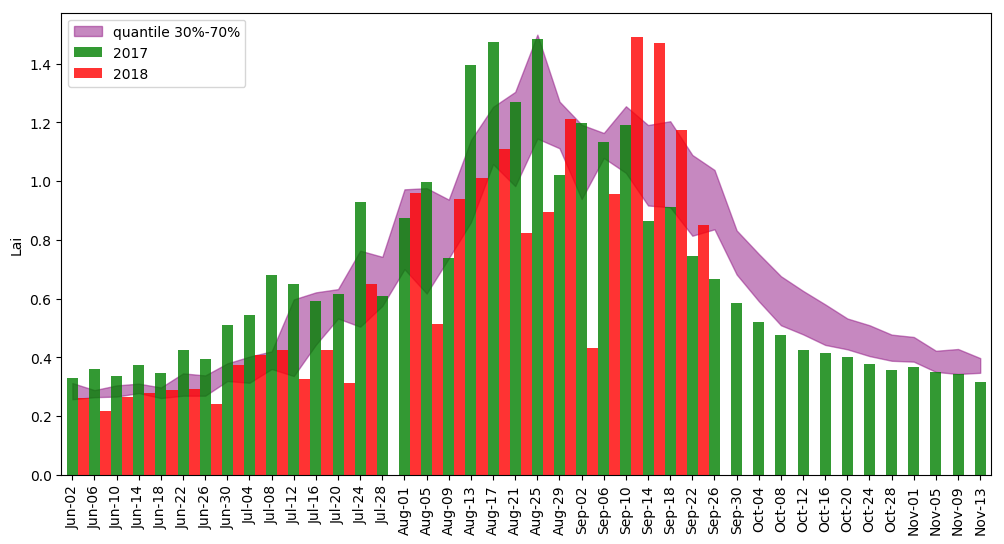 quantile 30%-70%
2017
2018
Lai
1.4
1.2
1.0
0.8
0.6
0.4
0.2
0.0
Jun-02
Jun-06
Jun-10
Jun-14
Jun-18
Jun-22
Jun-26
Jun-30
Jul-04
Jul-08
Jul-12
Jul-16
Jul-20
Jul-24
Jul-28
Aug-01
Aug-05
Aug-09
Aug-13
Aug-17
Aug-21
Aug-25
Aug-29
Sep-02
Sep-06
Sep-10
Sep-14
Sep-18
Sep-22
Sep-26
Sep-30
Oct-04
Oct-08
Oct-12
Oct-16
Oct-20
Oct-24
Oct-28
Nov-01
Nov-05
Nov-09
Nov-13